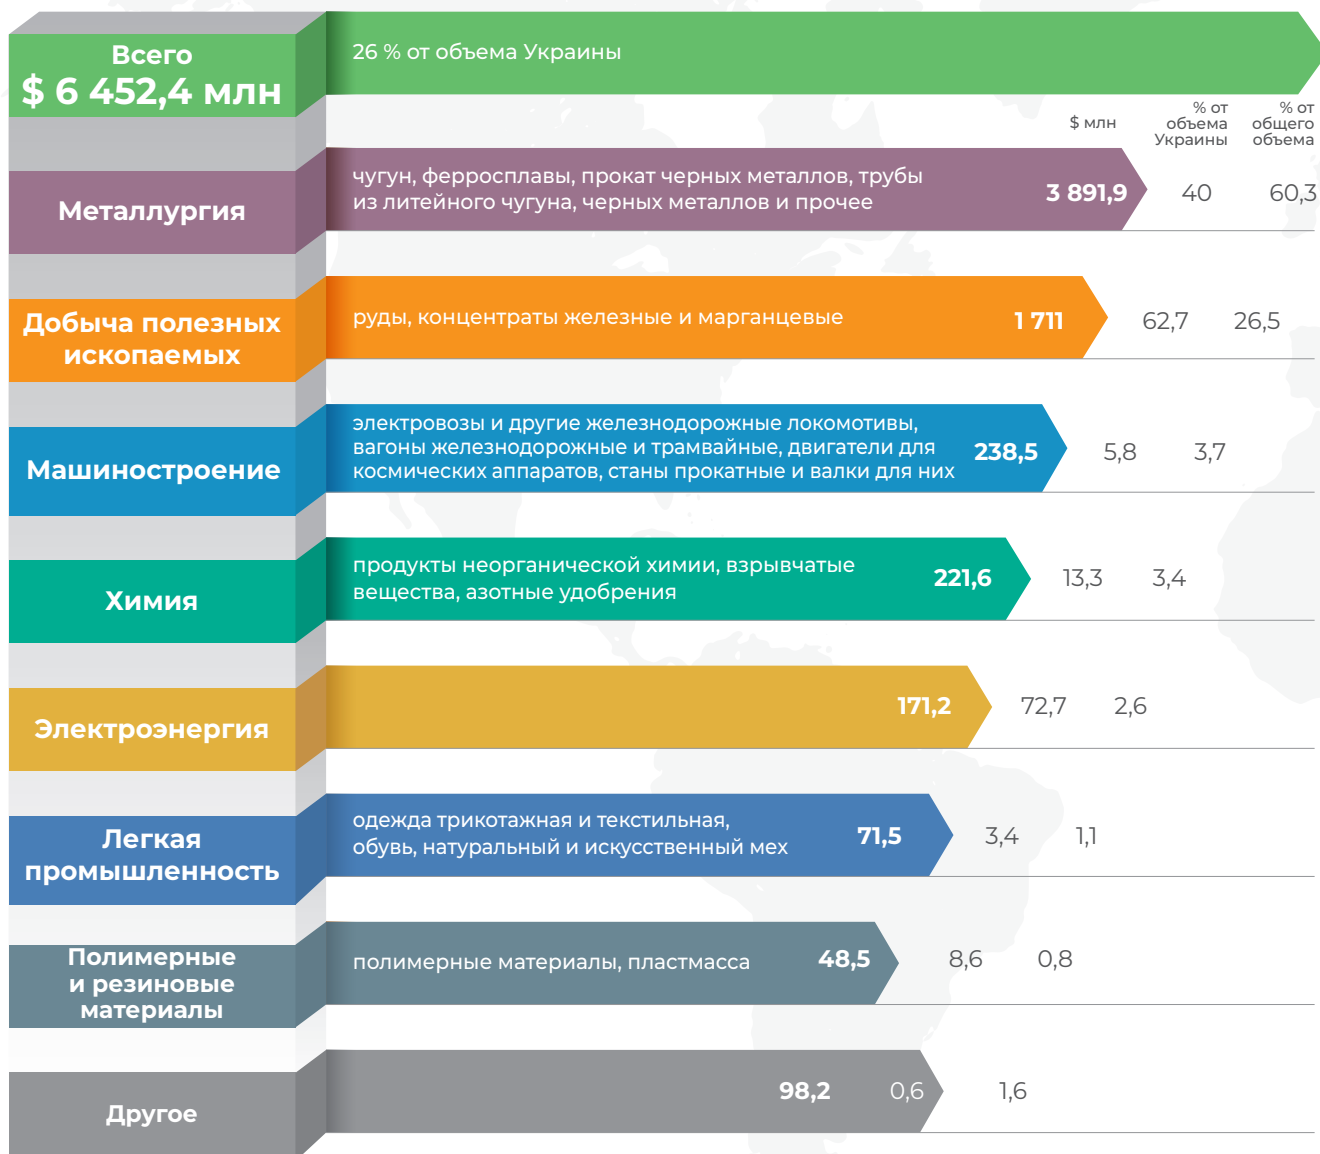 Всего
$ 6 452,4 млн
26 % от объема Украины
$ млн
% от
объема
Украины
% от
общего
объема
Металлургия
чугун, ферросплавы, прокат черных металлов, трубы
из литейного чугуна, черных металлов и прочее
3 891,9
40
60,3
Добыча полезных
ископаемых
руды, концентраты железные и марганцевые
1 711
62,7
26,5
Машиностроение
электровозы и другие железнодорожные локомотивы,
вагоны железнодорожные и трамвайные, двигатели для
космических аппаратов, станы прокатные и валки для них
238,5
5,8
3,7
Химия
продукты неорганической химии, взрывчатые
вещества, азотные удобрения
221,6
13,3
3,4
Электроэнергия
171,2
72,7
2,6
Легкая
промышленность
одежда трикотажная и текстильная,
обувь, натуральный и искусственный мех
71,5
3,4
1,1
Полимерные
и резиновые
материалы
полимерные материалы, пластмасса
48,5
8,6
0,8
Другое
98,2
0,6
1,6